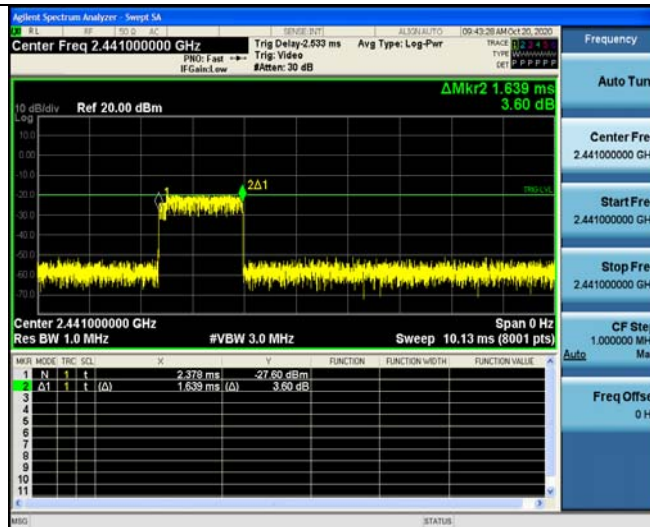 Agilent Spectrum Analyzer - Swept SA
RL RF 50 Ω AC SENSE:INT ALIGN AUTO 09:43:28 AM Oct 20, 2020
Center Freq 2.441000000 GHz
PNO: Fast
IFGain:Low
Trig Delay-2.533 ms
Trig: Video
#Atten: 30 dB
Avg Type: Log-Pwr
TRACE 1 2 3 4 5 6
TYPE
DET P P P P P P
ΔMkr2 1.639 ms
3.60 dB
10 dB/div Ref 20.00 dBm
Log
10.0
0.00
-10.0
-20.0
-30.0
-40.0
-50.0
-60.0
-70.0
1
2Δ1
TRIG LVL
Center 2.441000000 GHz Span 0 Hz
Res BW 1.0 MHz #VBW 3.0 MHz Sweep 10.13 ms (8001 pts)
MKR MODE TRC SCL X Y FUNCTION FUNCTION WIDTH FUNCTION VALUE
1 N 1 t 2.378 ms -27.60 dBm
2 Δ1 1 t (Δ) 1.639 ms (Δ) 3.60 dB
3
4
5
6
7
8
9
10
11
MSG STATUS
Frequency
Auto Tun
Center Fre
2.441000000 GH
Start Fre
2.441000000 GH
Stop Fre
2.441000000 GH
CF Ste
1.000000 MH
Auto Ma
Freq Offse
0 H